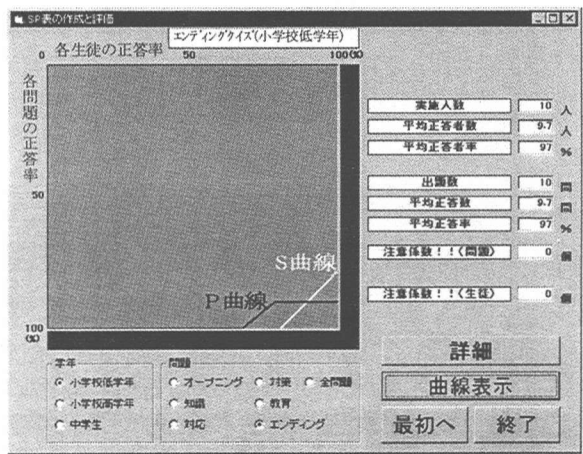 SP表の作成と評価
エンディングクイズ(小学校低学年)
各生徒の正答率
0 50 100(%)
各問題の正答率
50
100(%)
S曲線
P曲線
実施人数 10 人
平均正答者数 9.7 人
平均正答者率 97 %
出題数 10 問
平均正答数 9.7 問
平均正答率 97 %
注意係数!!(問題) 0 個
注意係数!!(生徒) 0 個
学年
小学校低学年
小学校高学年
中学生
問題
オープニング 対策 全問題
知識 教育
対応 エンディング
詳細
曲線表示
最初へ 終了